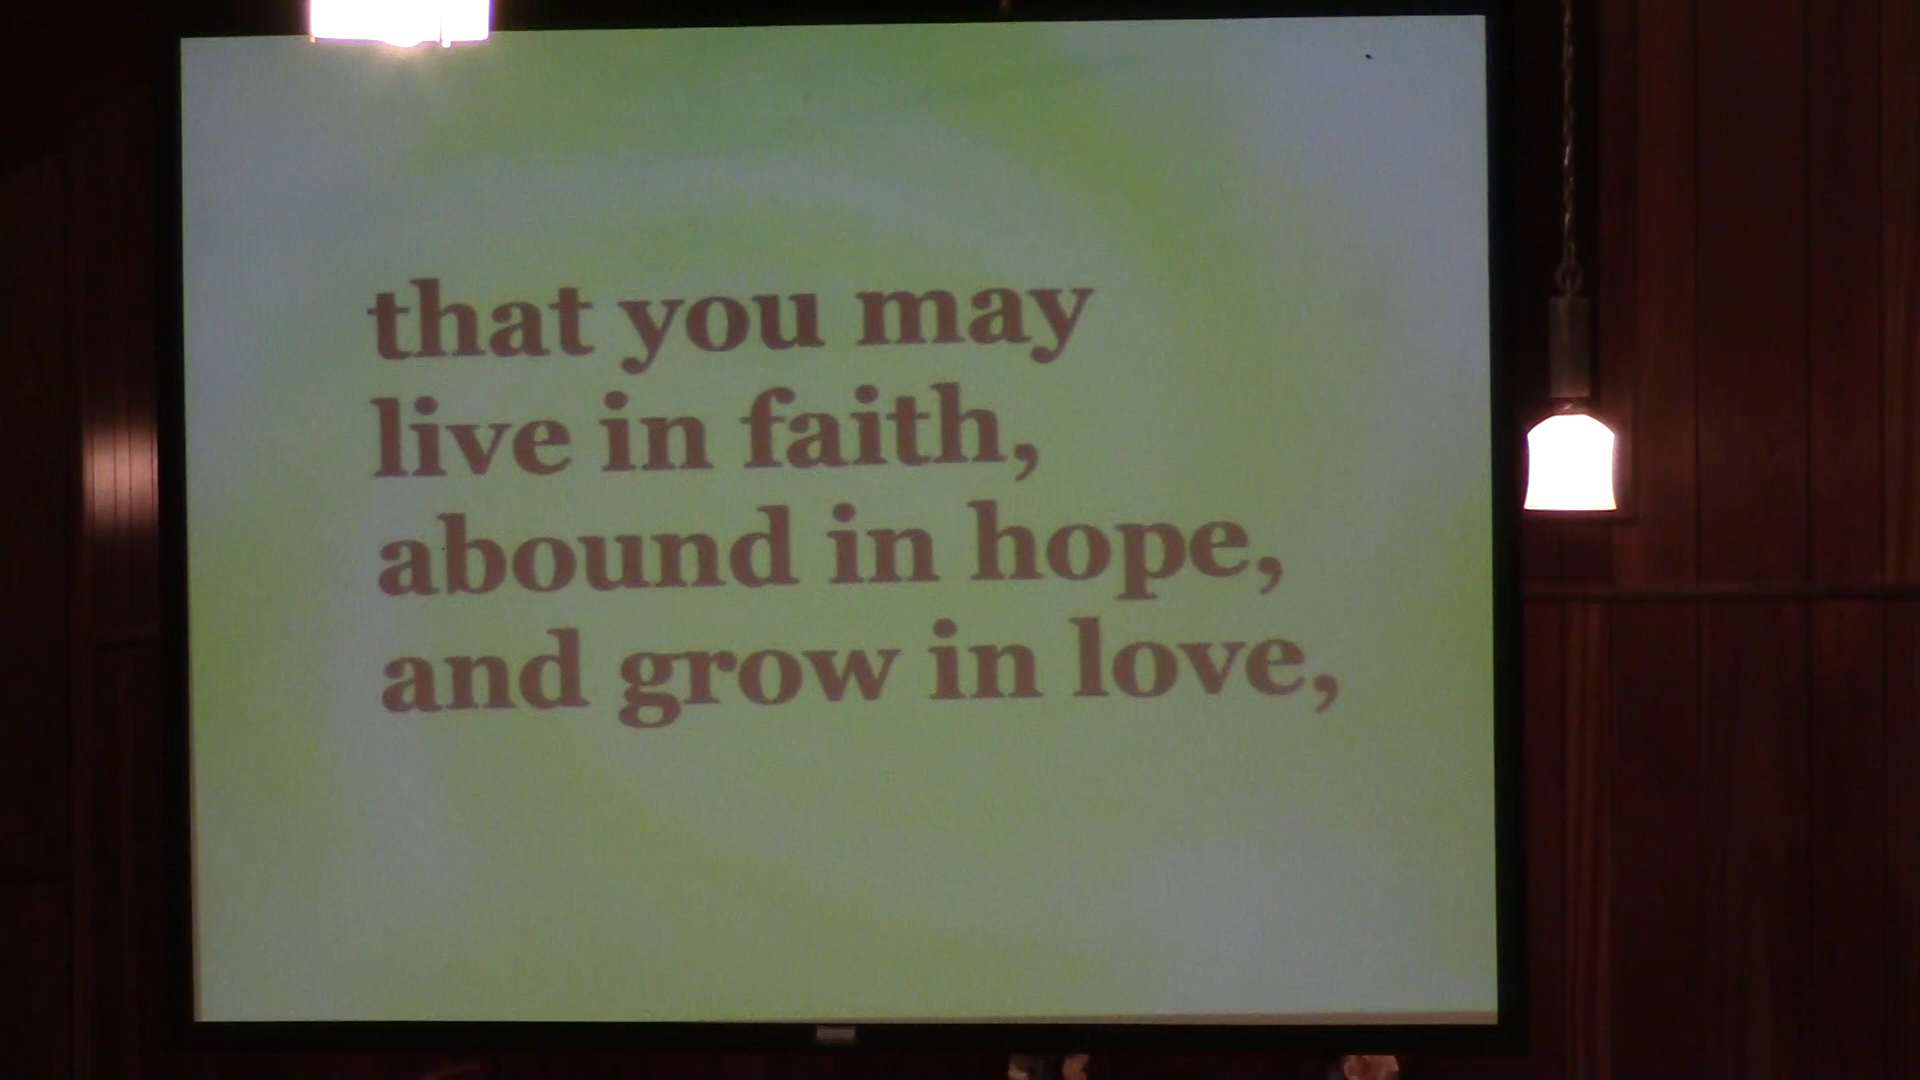 that you may
live in faith,
abound in hope,
and grow in love,